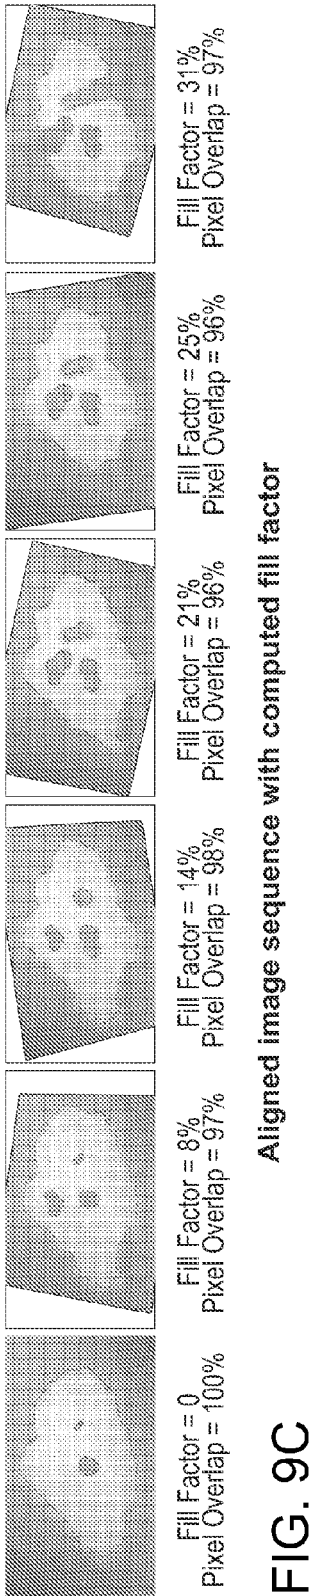 Fill Factor = 0
Pixel Overlap = 100%
Fill Factor = 8%
Pixel Overlap = 97%
Fill Factor = 14%
Pixel Overlap = 98%
Fill Factor = 21%
Pixel Overlap = 96%
Fill Factor = 25%
Pixel Overlap = 96%
Fill Factor = 31%
Pixel Overlap = 97%
Aligned image sequence with computed fill factor
FIG. 9C